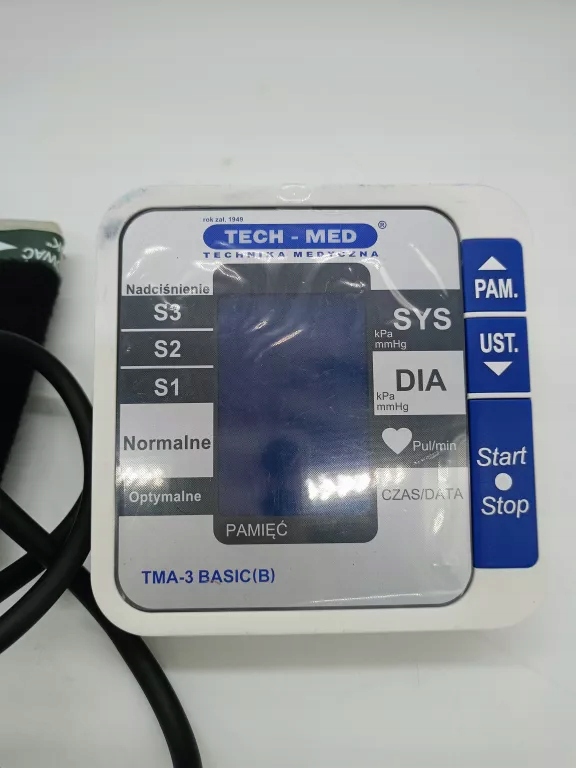 rok zał. 1949
TECH - MED ®
TECHNIKA MEDYCZNA
Nadciśnienie
S3
S2
S1
Normalne
Optymalne
SYS
kPa
mmHg
DIA
kPa
mmHg
Pul/min
CZAS/DATA
PAMIĘĆ
TMA-3 BASIC(B)
PAM.
UST.
Start
Stop